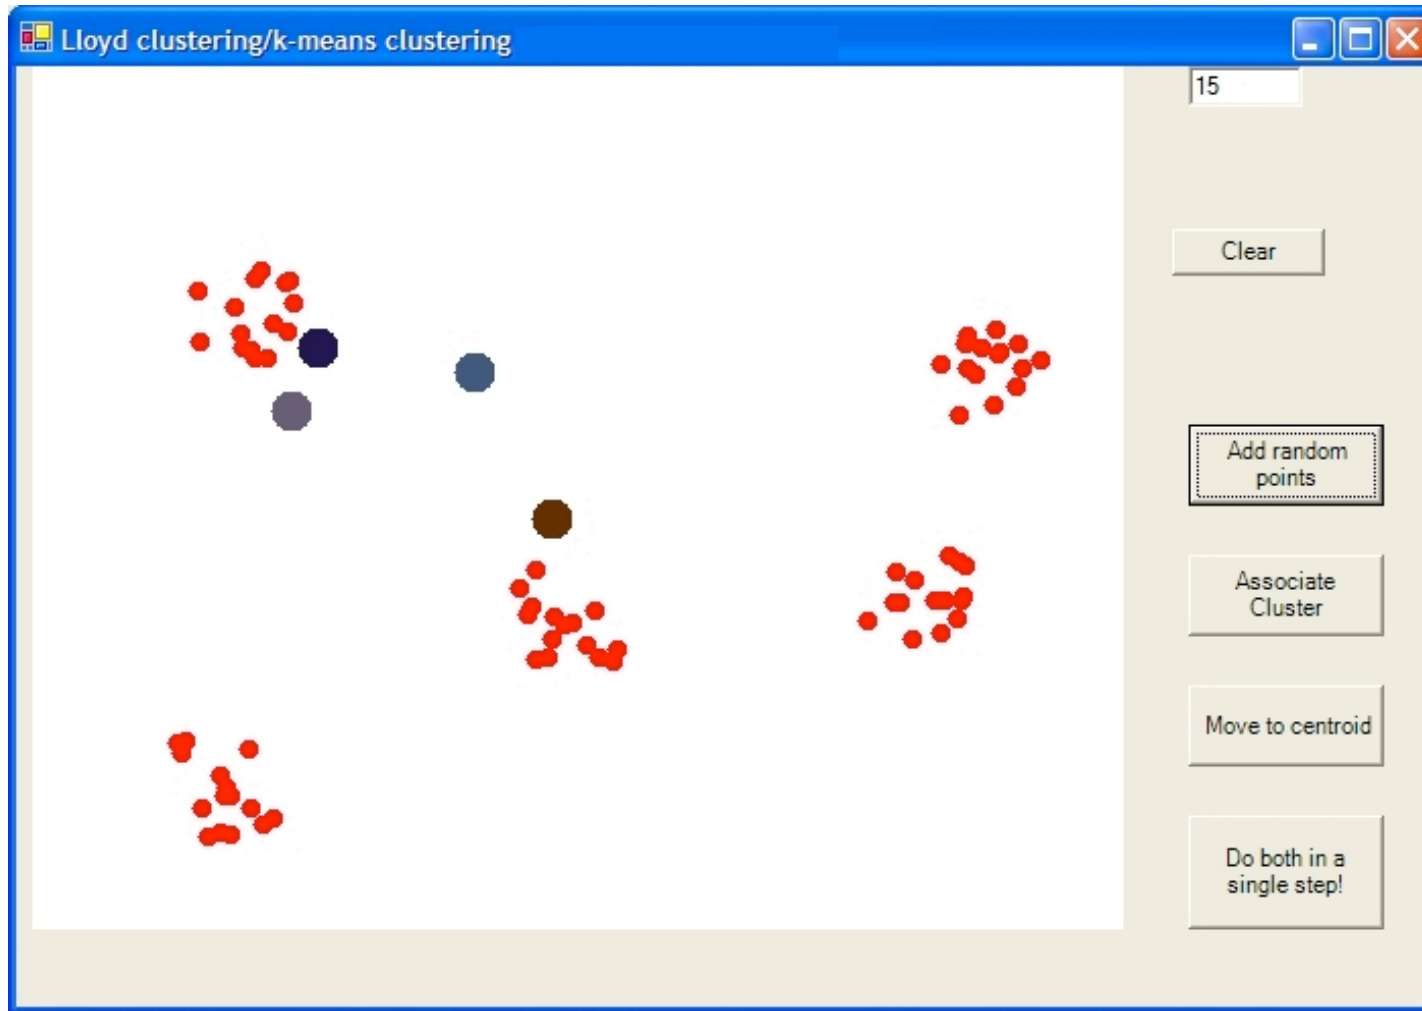 Lloyd clustering/k-means clustering
15
Clear
Add random
points
Associate
Cluster
Move to centroid
Do both in a
single step!